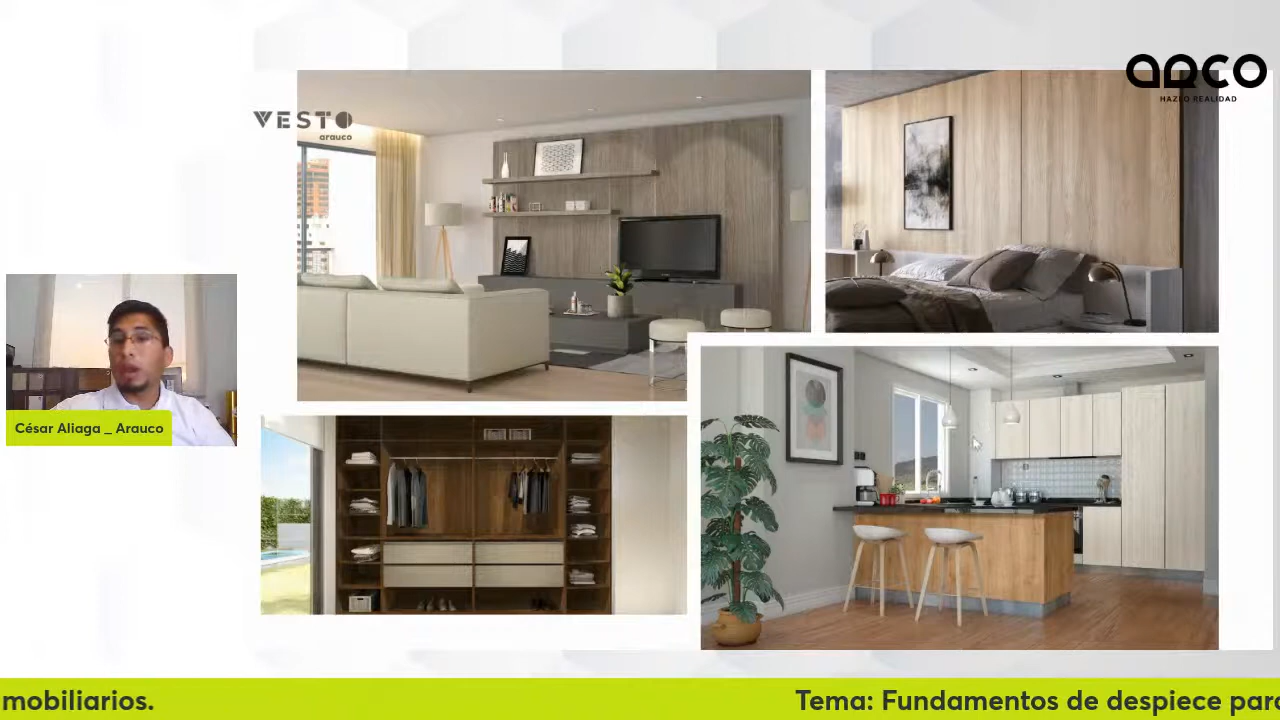 VESTO
arauco
ARCO
HAZLO REALIDAD
César Aliaga _ Arauco
mobiliarios.
Tema: Fundamentos de despiece para